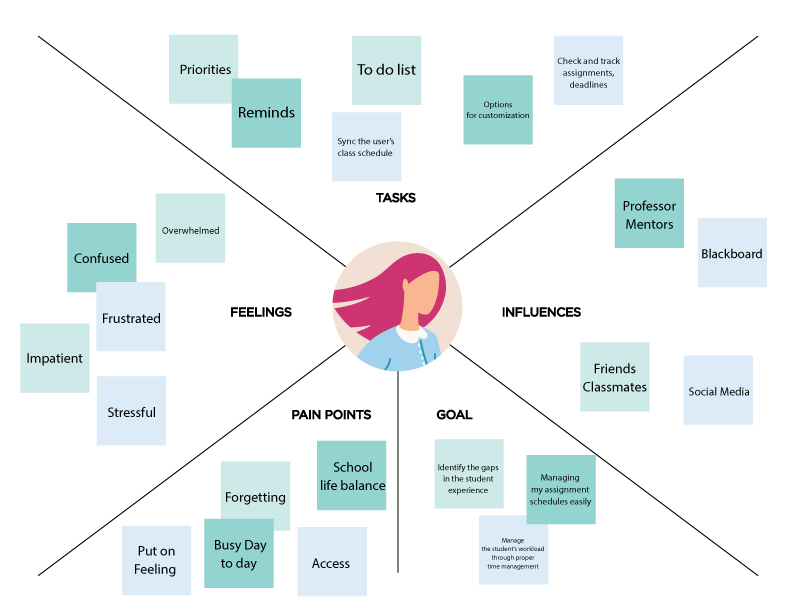 Priorities
Reminds
To do list
Sync the user's
class schedule
Options
for customization
Check and track
assignments,
deadlines
TASKS
Overwhelmed
Confused
Frustrated
Impatient
Stressful
FEELINGS
Professor
Mentors
Blackboard
INFLUENCES
Friends
Classmates
Social Media
PAIN POINTS
School
life balance
Forgetting
Put on
Feeling
Busy Day
to day
Access
GOAL
Identify the gaps
in the student
experience
Managing
my assignment
schedules easily
Manage
the student's workload
through proper
time management